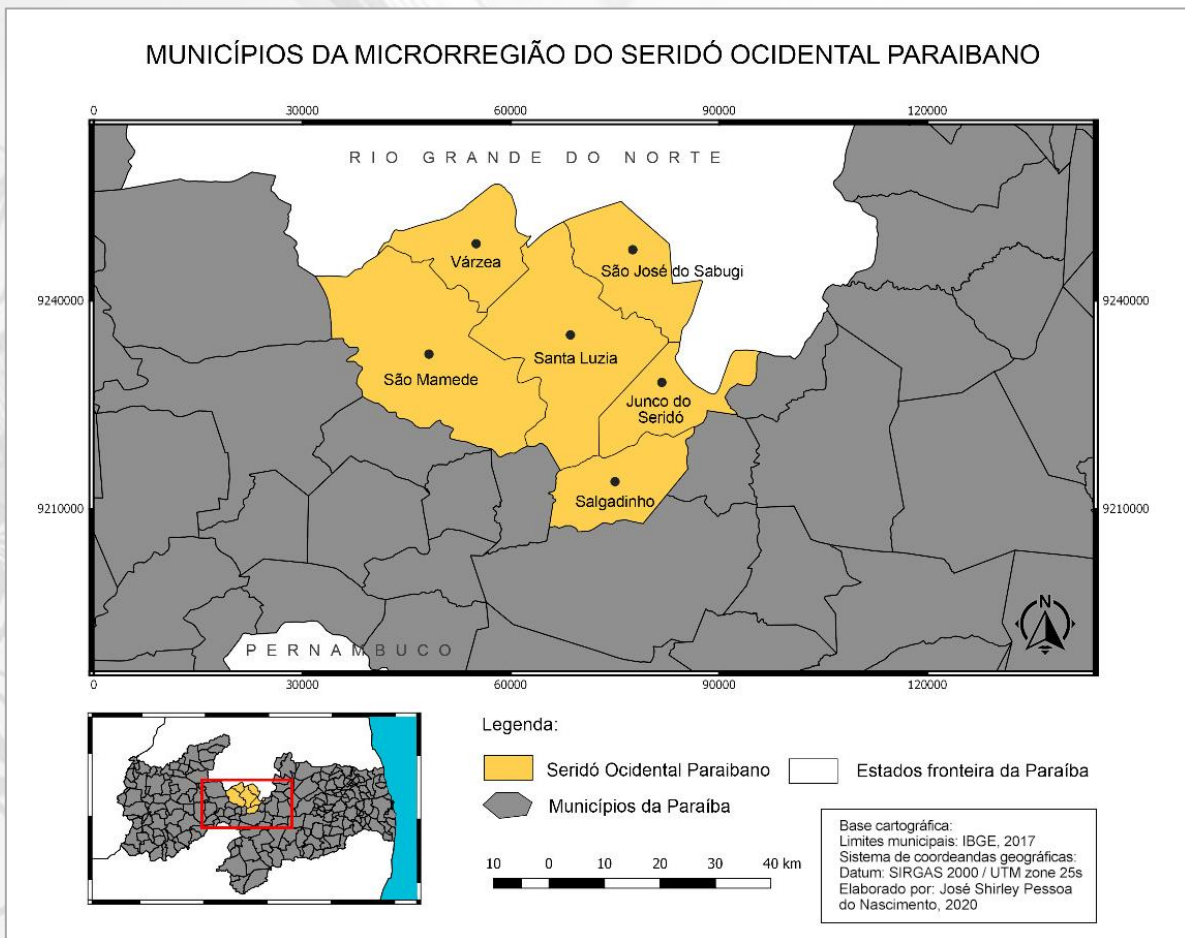 MUNICÍPIOS DA MICRORREGIÃO DO SERIDÓ OCIDENTAL PARAIBANO
0 30000 60000 90000 120000
RIO GRANDE DO NORTE
Várzea
São José do Sabugi
9240000 9240000
Santa Luzia
São Mamede
Junco do
Seridó
Salgadinho
9210000 9210000
N
PERNAMBUCO
0 30000 60000 90000 120000
Legenda:
Seridó Ocidental Paraibano
Estados fronteira da Paraíba
Municípios da Paraíba
10 0 10 20 30 40 km
Base cartográfica:
Limites municipais: IBGE, 2017
Sistema de coordeandas geográficas:
Datum: SIRGAS 2000 / UTM zone 25s
Elaborado por: José Shirley Pessoa
do Nascimento, 2020